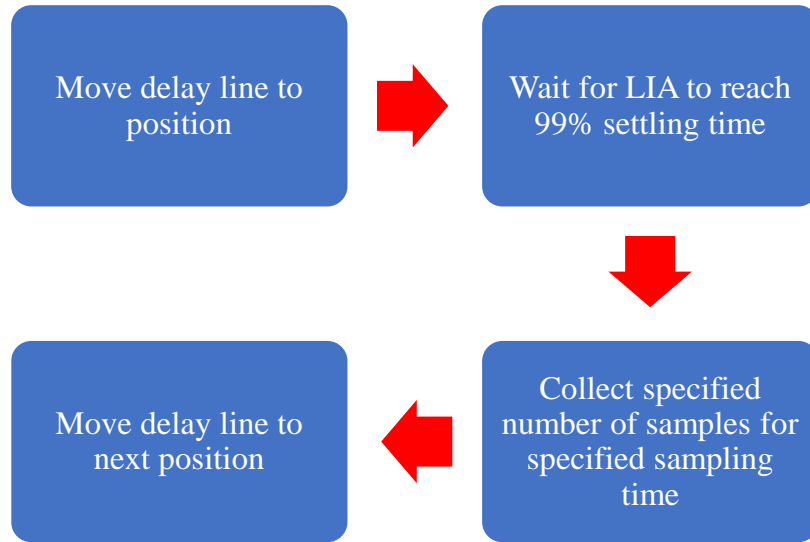 Move delay line to
position
Wait for LIA to reach
99% settling time
Collect specified
number of samples for
specified sampling
time
Move delay line to
next position